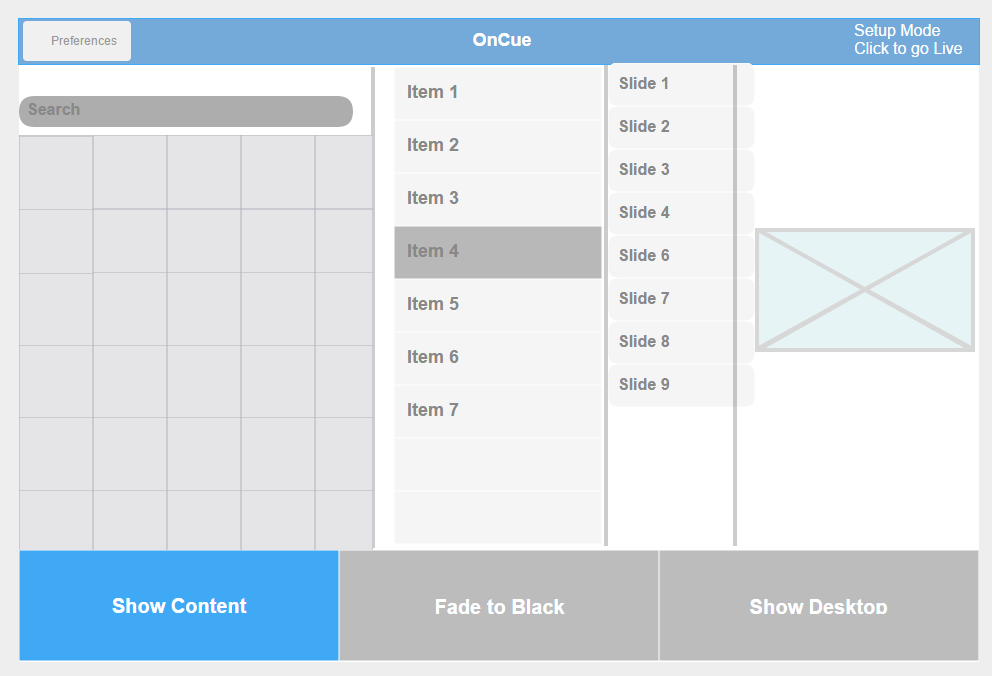 Preferences
OnCue
Setup Mode
Click to go Live
Search
Item 1
Item 2
Item 3
Item 4
Item 5
Item 6
Item 7
Slide 1
Slide 2
Slide 3
Slide 4
Slide 6
Slide 7
Slide 8
Slide 9
Show Content
Fade to Black
Show Desktop